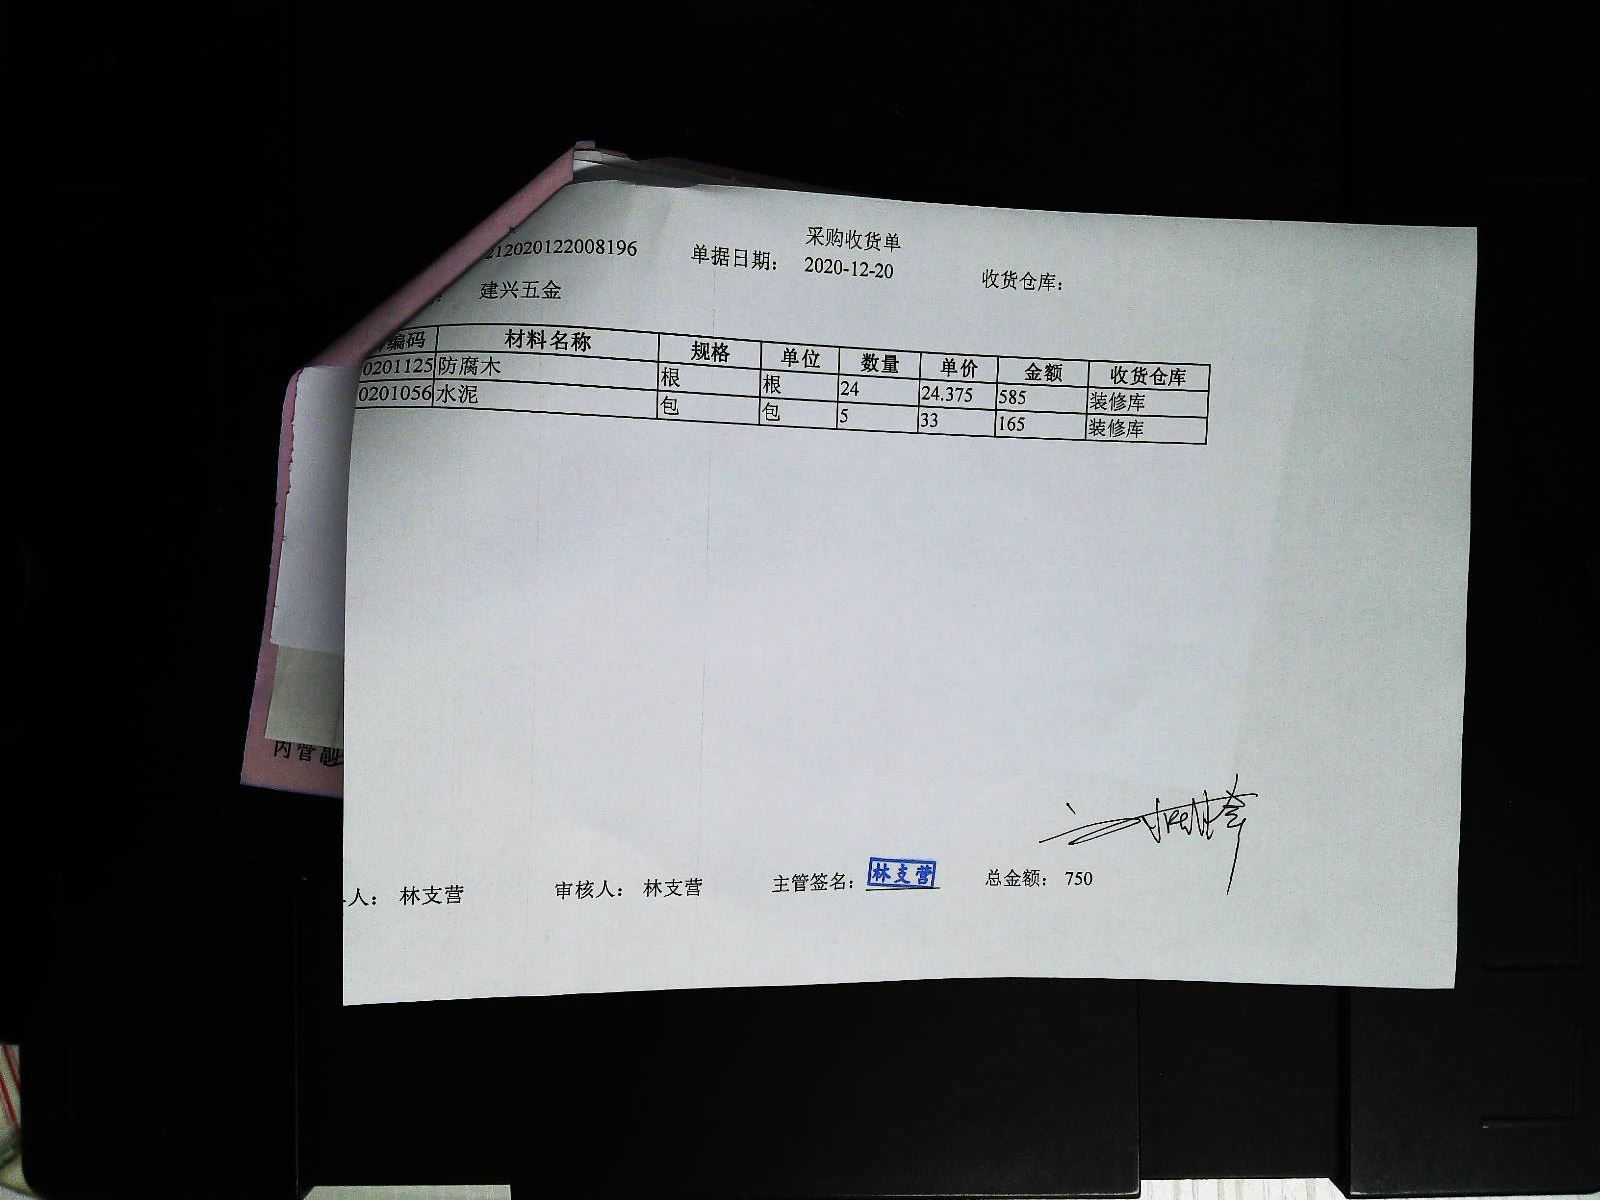 采购收货单
212020122008196 单据日期： 2020-12-20 收货仓库：
： 建兴五金
编码 材料名称 规格 单位 数量 单价 金额 收货仓库
0201125 防腐木 根 根 24 24.375 585 装修库
0201056 水泥 包 包 5 33 165 装修库
内管副
人： 林支营 审核人： 林支营 主管签名： 林支营 总金额： 750